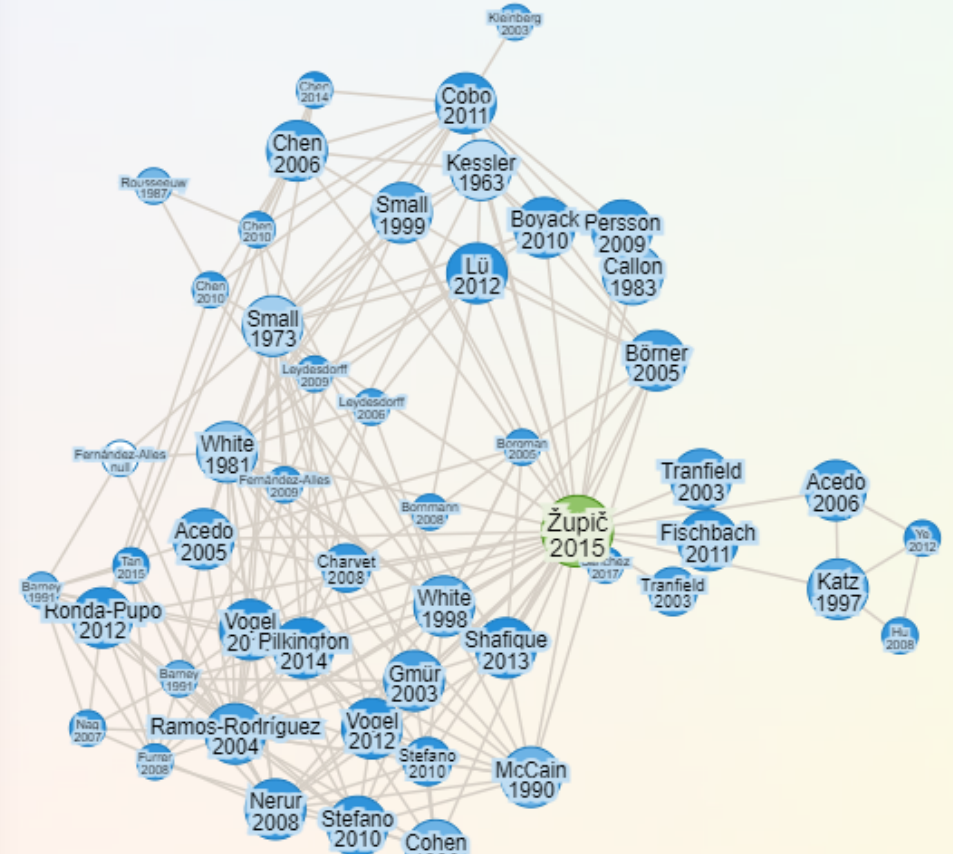 Kleinberg
2003
Chen
2014
Cobo
2011
Chen
2006
Kessler
1963
Rousseeuw
1987
Small
1999
Boyack
2010
Persson
2009
Chen
2010
Callon
1983
Lü
2012
Chen
2010
Small
1973
Börner
2005
Leydesdorff
2009
Leydesdorff
2006
Borgman
2005
White
1981
Fernández-Alles
null
Fernández-Alles
2009
Tranfield
2003
Acedo
2006
Bornmann
2008
Župič
2015
Fischbach
2011
Acedo
2005
Ye
2012
Tan
2015
Charvet
2008
2017
Tranfield
2003
Katz
1997
Barney
1991
Ronda-Pupo
2012
White
1998
Vogel
Pilkington
2014
Shafique
2013
Hu
2008
Barney
1991
Gmür
2003
Nag
2007
Ramos-Rodríguez
2004
Vogel
2012
Furrer
2008
Stefano
2010
McCain
1990
Nerur
2008
Stefano
2010
Cohen